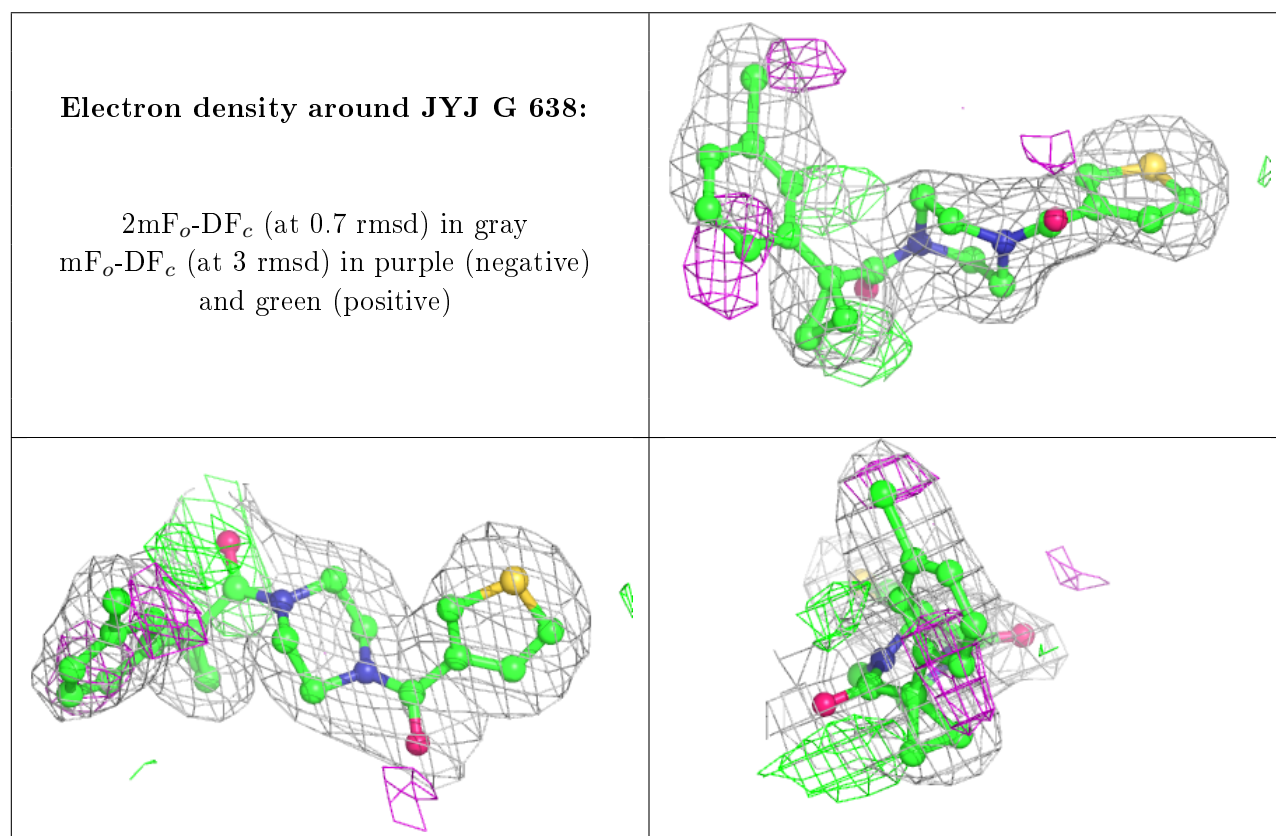 Electron density around JYJ G 638:
2mFo-DFc (at 0.7 rmsd) in gray
mFo-DFc (at 3 rmsd) in purple (negative)
and green (positive)